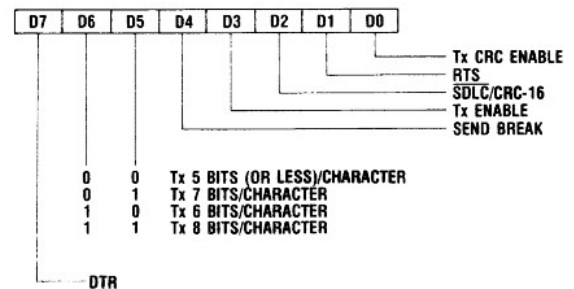 D7 D6 D5 D4 D3 D2 D1 D0
Tx CRC ENABLE
RTS
SDLC/CRC-16
Tx ENABLE
SEND BREAK
0 0 Tx 5 BITS (OR LESS)/CHARACTER
0 1 Tx 7 BITS/CHARACTER
1 0 Tx 6 BITS/CHARACTER
1 1 Tx 8 BITS/CHARACTER
DTR